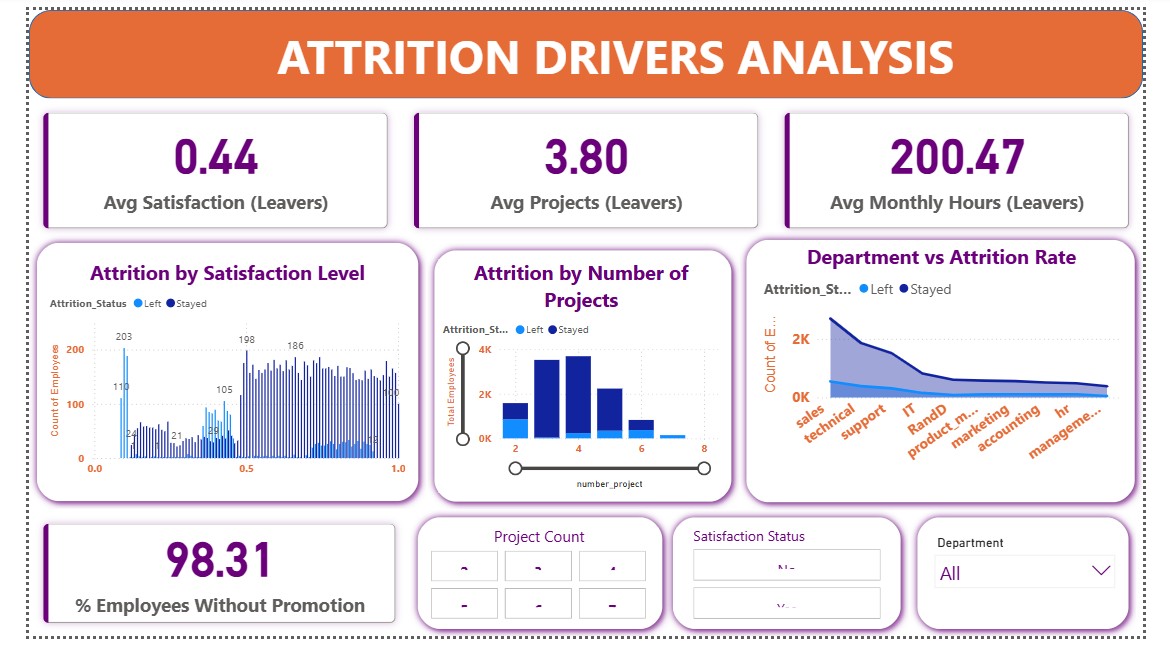 ATTRITION DRIVERS ANALYSIS
0.44
Avg Satisfaction (Leavers)
3.80
Avg Projects (Leavers)
200.47
Avg Monthly Hours (Leavers)
Attrition by Satisfaction Level
Attrition_Status Left Stayed
Count of Employees
200
100
0
203
110
24
21
29
105
198
186
0.0 0.5 1.0
Attrition by Number of
Projects
Attrition_St... Left Stayed
Total Employees
4K
2K
0K
2 4 6 8
number_project
Department vs Attrition Rate
Attrition_St... Left Stayed
Count of E...
2K
0K
sales
technical
support
IT
RandD
product_m...
marketing
accounting
hr
manageme...
98.31
% Employees Without Promotion
Project Count
Satisfaction Status
Department
All